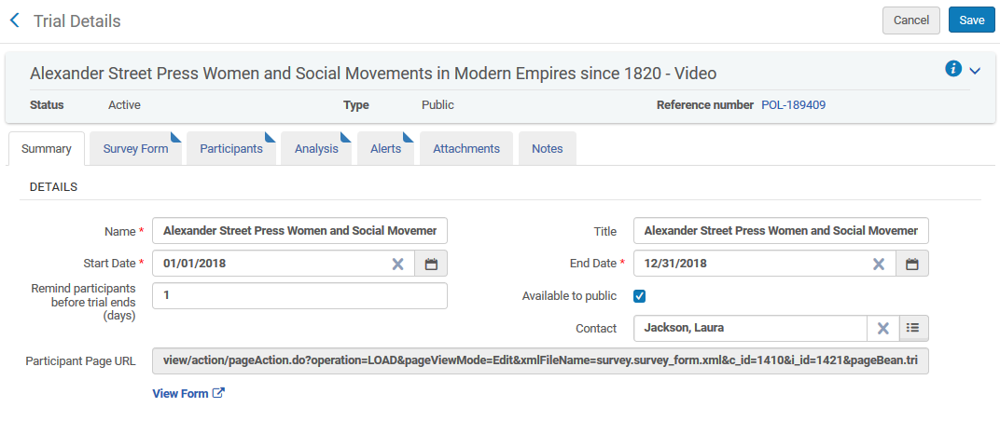 Trial Details
Cancel
Save
Alexander Street Press Women and Social Movements in Modern Empires since 1820 - Video
Status Active Type Public Reference number POL-189409
Summary Survey Form Participants Analysis Alerts Attachments Notes
DETAILS
Name * Alexander Street Press Women and Social Movemer Title Alexander Street Press Women and Social Movemer
Start Date * 01/01/2018 End Date * 12/31/2018
Remind participants
before trial ends
(days)
1
Available to public
Contact Jackson, Laura
Participant Page URL view/action/pageAction.do?operation=LOAD&pageViewMode=Edit&xmlFileName=survey.survey_form.xml&c_id=1410&i_id=1421&pageBean.tri
View Form